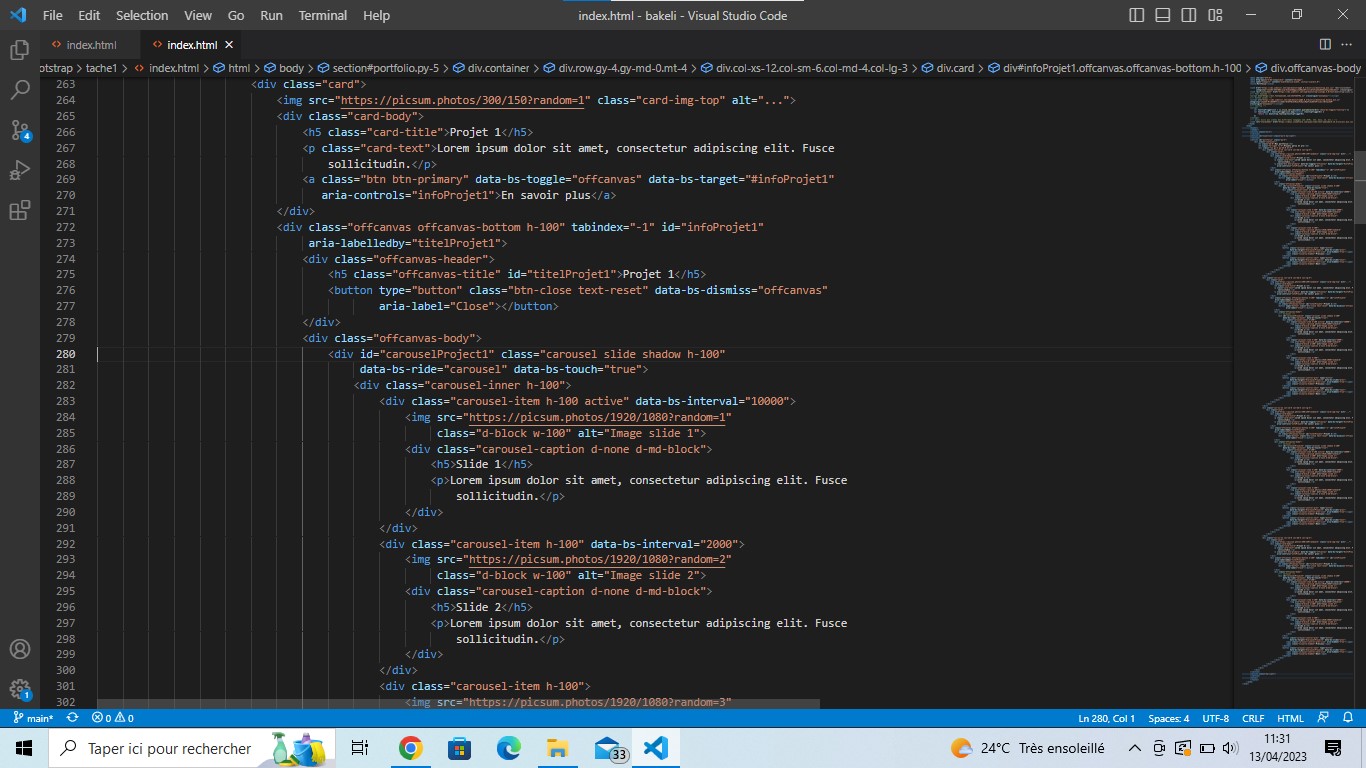 File Edit Selection View Go Run Terminal Help index.html - bakeli - Visual Studio Code
index.html index.html
otstrap > tache1 > index.html > html > body > section#portfolio.py-5 > div.container > div.row.gy-4.gy-md-0.mt-4 > div.col-xs-12.col-sm-6.col-md-4.col-lg-3 > div.card > div#infoProjet1.offcanvas.offcanvas-bottom.h-100 > div.offcanvas-body
263 <div class="card">
264 <img src="https://picsum.photos/300/150?random=1" class="card-img-top" alt="...">
265 <div class="card-body">
266 <h5 class="card-title">Projet 1</h5>
267 <p class="card-text">Lorem ipsum dolor sit amet, consectetur adipiscing elit. Fusce
268 sollicitudin.</p>
269 <a class="btn btn-primary" data-bs-toggle="offcanvas" data-bs-target="#infoProjet1"
270 aria-controls="infoProjet1">En savoir plus</a>
271 </div>
272 <div class="offcanvas offcanvas-bottom h-100" tabindex="-1" id="infoProjet1"
273 aria-labelledby="titelProjet1">
274 <div class="offcanvas-header">
275 <h5 class="offcanvas-title" id="titelProjet1">Projet 1</h5>
276 <button type="button" class="btn-close text-reset" data-bs-dismiss="offcanvas"
277 aria-label="Close"></button>
278 </div>
279 <div class="offcanvas-body">
280 <div id="carouselProject1" class="carousel slide shadow h-100"
281 data-bs-ride="carousel" data-bs-touch="true">
282 <div class="carousel-inner h-100">
283 <div class="carousel-item h-100 active" data-bs-interval="10000">
284 <img src="https://picsum.photos/1920/1080?random=1"
285 class="d-block w-100" alt="Image slide 1">
286 <div class="carousel-caption d-none d-md-block">
287 <h5>Slide 1</h5>
288 <p>Lorem ipsum dolor sit amet, consectetur adipiscing elit. Fusce
289 sollicitudin.</p>
290 </div>
291 </div>
292 <div class="carousel-item h-100" data-bs-interval="2000">
293 <img src="https://picsum.photos/1920/1080?random=2"
294 class="d-block w-100" alt="Image slide 2">
295 <div class="carousel-caption d-none d-md-block">
296 <h5>Slide 2</h5>
297 <p>Lorem ipsum dolor sit amet, consectetur adipiscing elit. Fusce
298 sollicitudin.</p>
299 </div>
300 </div>
301 <div class="carousel-item h-100">
302 <img src="https://picsum.photos/1920/1080?random=3"
4
1
main* 0 0 Ln 280, Col 1 Spaces: 4 UTF-8 CRLF HTML
Taper ici pour rechercher 33 24°C Très ensoleillé 11:31
13/04/2023